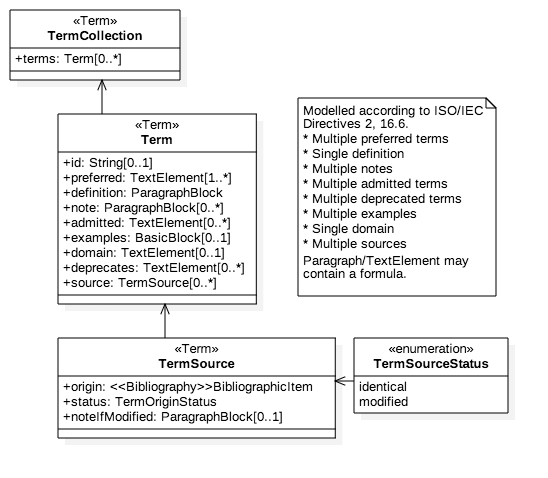 «Term»
TermCollection
+terms: Term[0..*]
«Term»
Term
+id: String[0..1]
+preferred: TextElement[1..*]
+definition: ParagraphBlock
+note: ParagraphBlock[0..*]
+admitted: TextElement[0..*]
+examples: BasicBlock[0..1]
+domain: TextElement[0..1]
+deprecates: TextElement[0..*]
+source: TermSource[0..*]
Modelled according to ISO/IEC
Directives 2, 16.6.
* Multiple preferred terms
* Single definition
* Multiple notes
* Multiple admitted terms
* Multiple deprecated terms
* Multiple examples
* Single domain
* Multiple sources
Paragraph/TextElement may
contain a formula.
«Term»
TermSource
+origin: <<Bibliography>>BibliographicItem
+status: TermOriginStatus
+noteIfModified: ParagraphBlock[0..1]
«enumeration»
TermSourceStatus
identical
modified